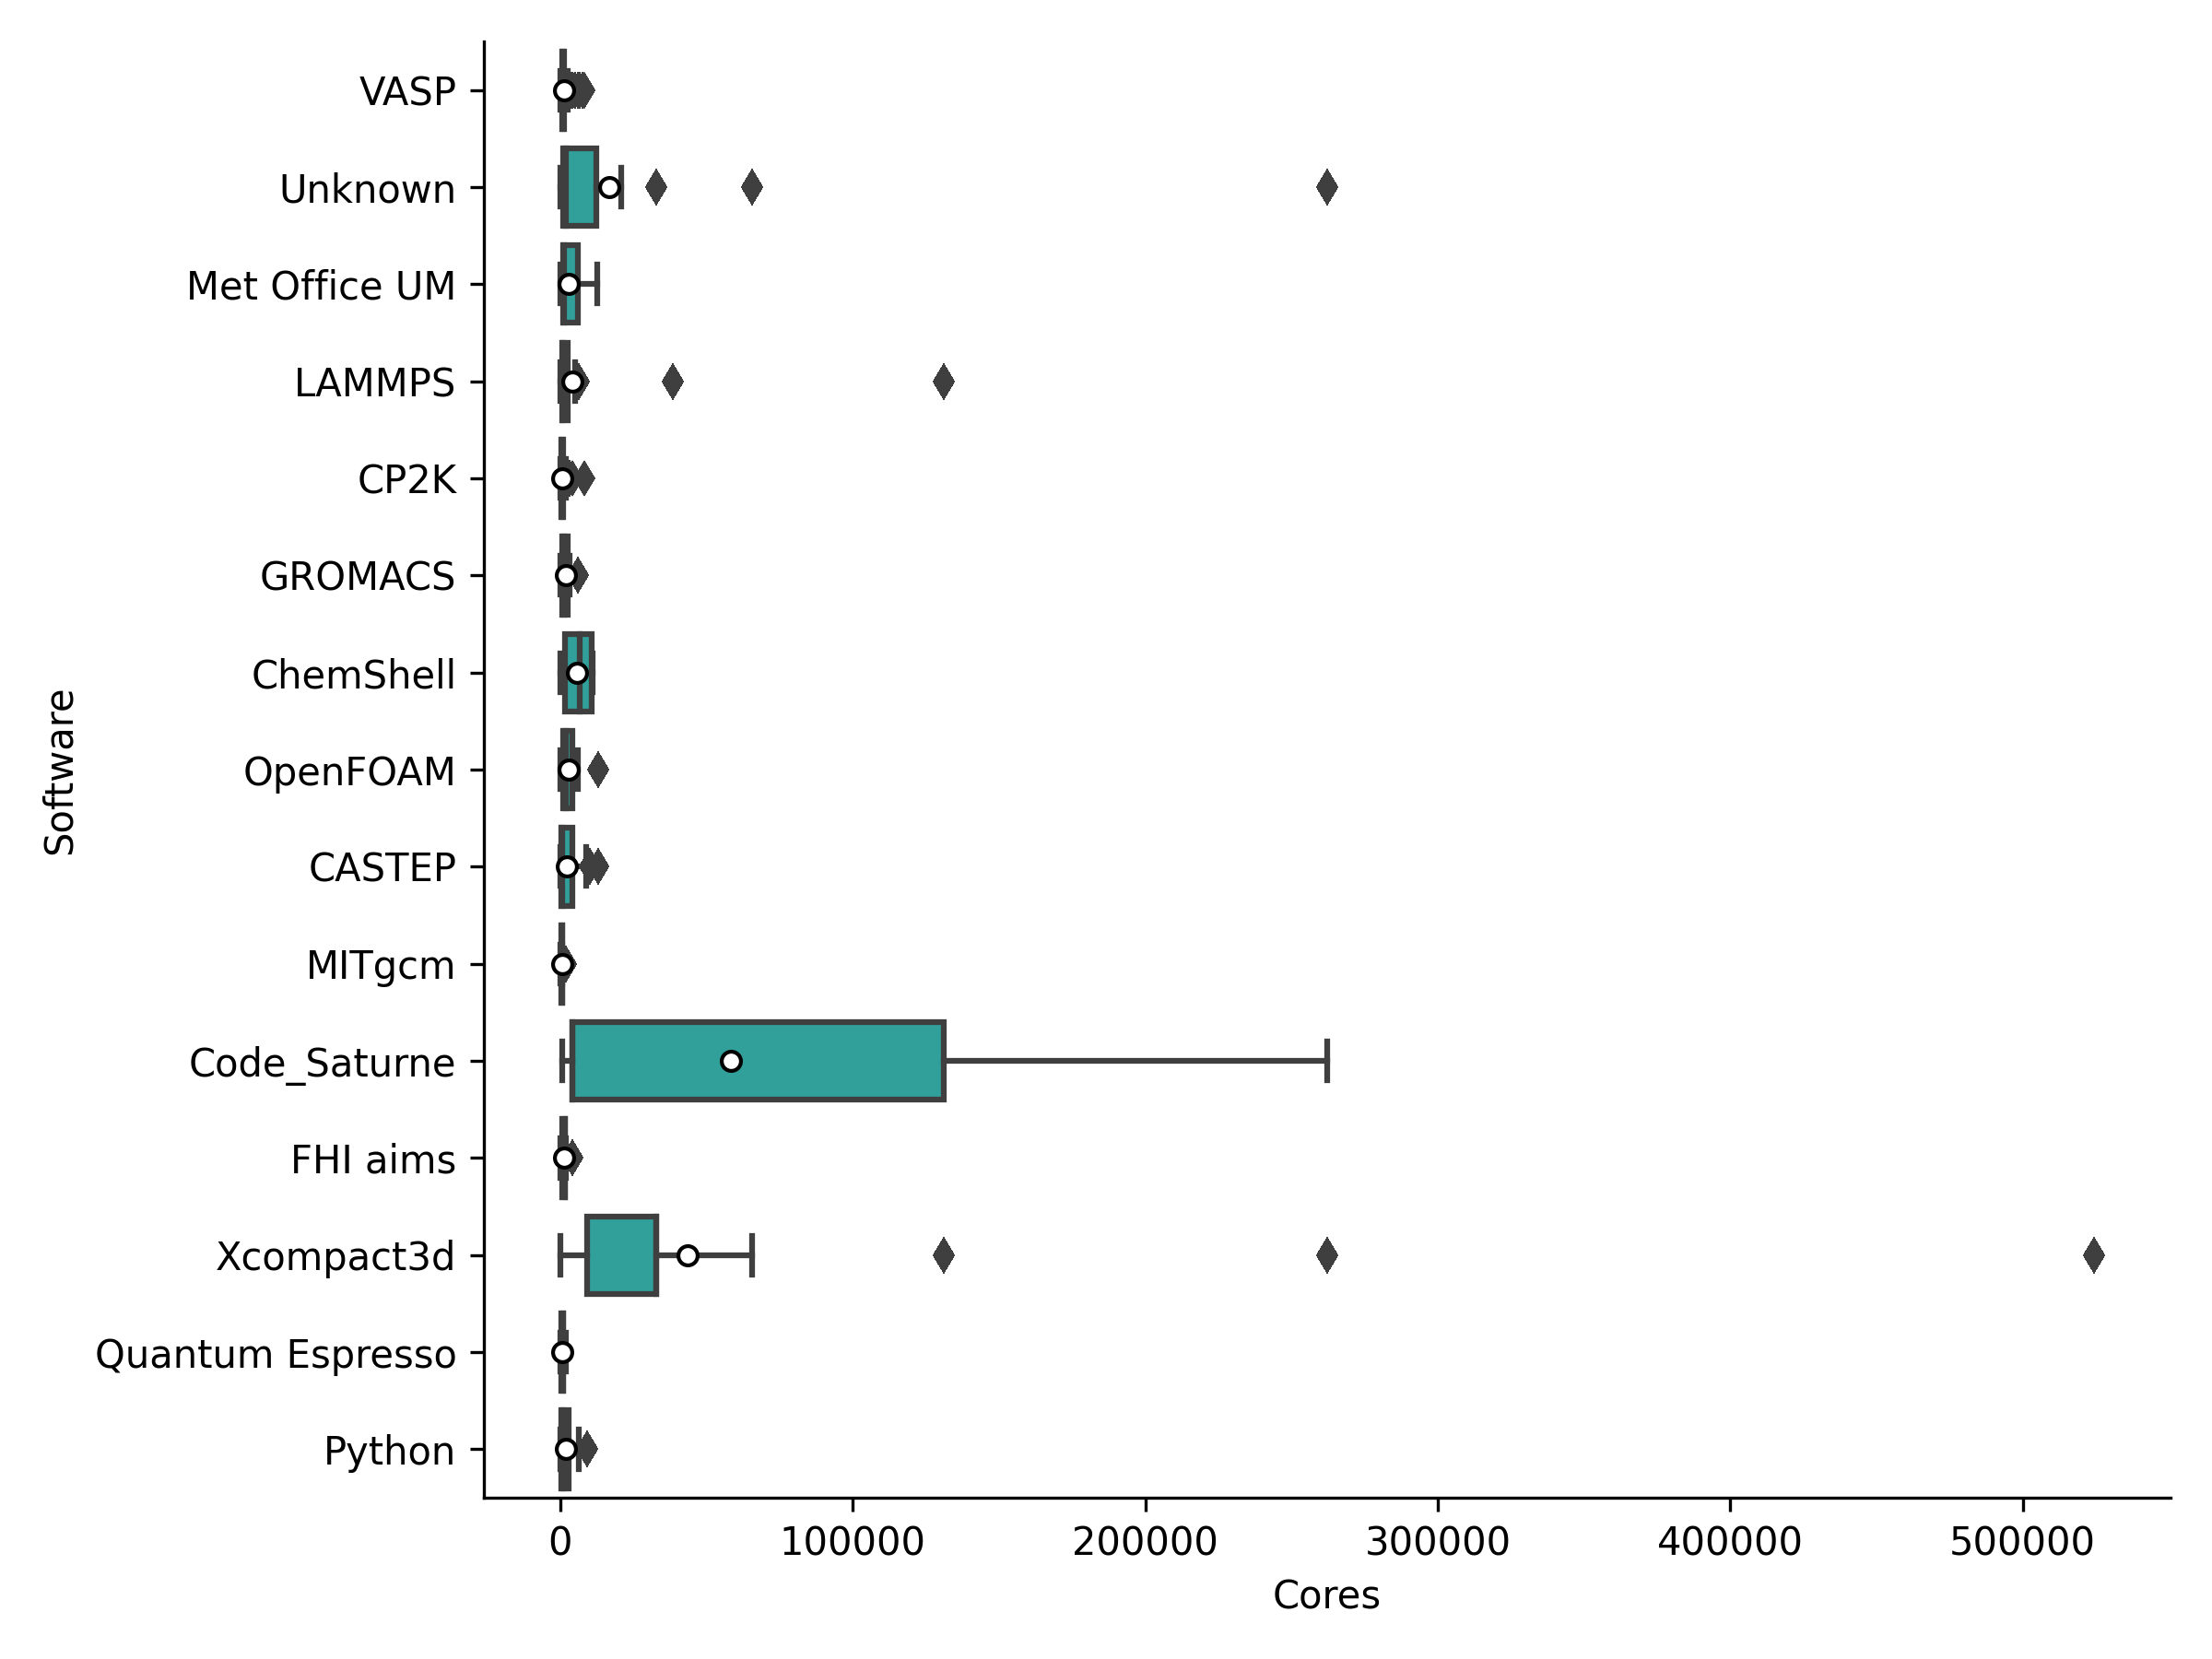 VASP
Unknown
Met Office UM
LAMMPS
CP2K
GROMACS
ChemShell
OpenFOAM
CASTEP
MITgcm
Code_Saturne
FHI aims
Xcompact3d
Quantum Espresso
Python
Software
0 100000 200000 300000 400000 500000
Cores